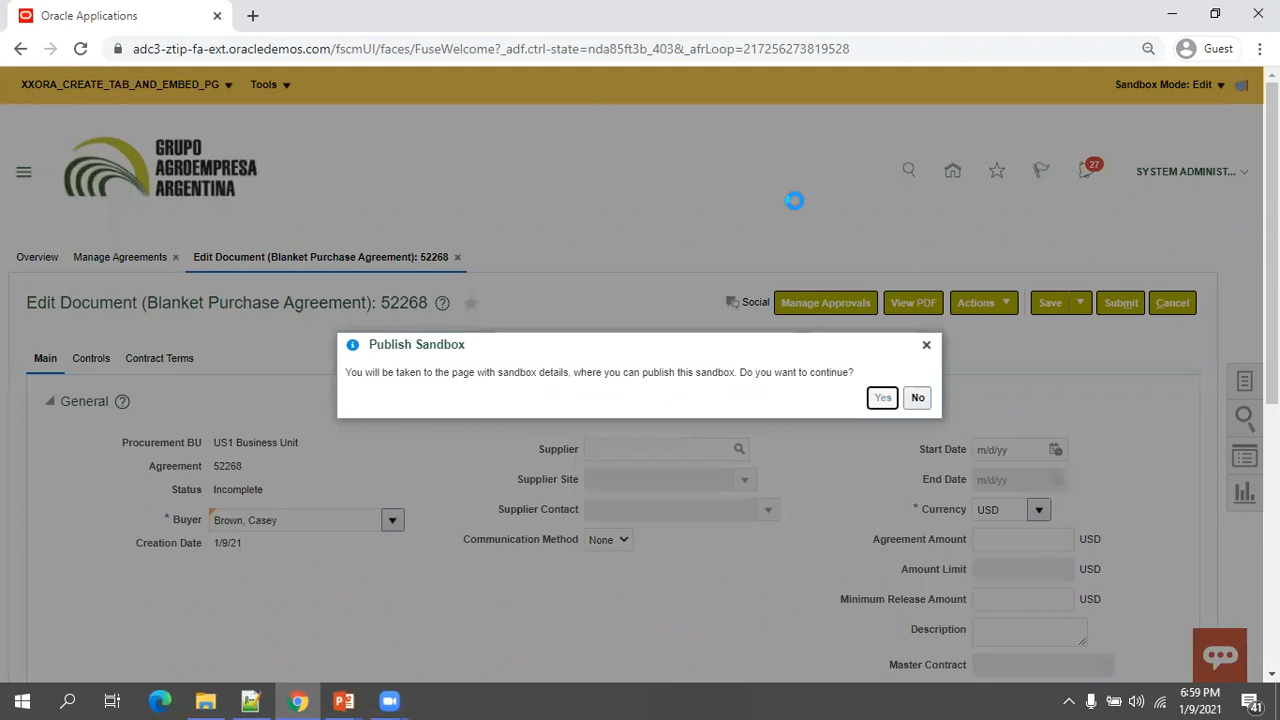 Oracle Applications
adc3-ztip-fa-ext.oracledemos.com/fscmUI/faces/FuseWelcome?_adf.ctrl-state=nda85ft3b_403&_afrLoop=217256273819528
Guest
XXORA_CREATE_TAB_AND_EMBED_PG Tools Sandbox Mode: Edit
GRUPO
AGROEMPRESA
ARGENTINA
27
SYSTEM ADMINIST...
Overview Manage Agreements Edit Document (Blanket Purchase Agreement): 52268
Edit Document (Blanket Purchase Agreement): 52268 Social Manage Approvals View PDF Actions Save Submit Cancel
Publish Sandbox
You will be taken to the page with sandbox details, where you can publish this sandbox. Do you want to continue?
Yes No
Main Controls Contract Terms
General
Procurement BU US1 Business Unit
Agreement 52268
Status Incomplete
* Buyer Brown, Casey
Creation Date 1/9/21
Supplier
Supplier Site
Supplier Contact
Communication Method None
Start Date m/d/yy
End Date m/d/yy
* Currency USD
Agreement Amount USD
Amount Limit USD
Minimum Release Amount USD
Description
Master Contract
6:59 PM
1/9/2021
41